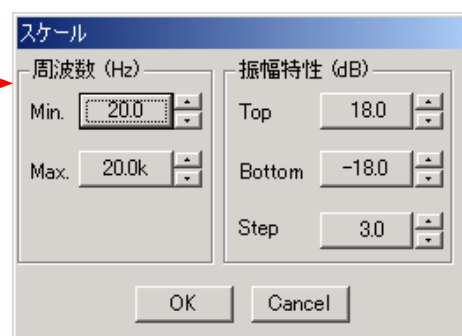 スケール
周波数 (Hz)
Min. 20.0
Max. 20.0k
振幅特性 (dB)
Top 18.0
Bottom -18.0
Step 3.0
OK Cancel